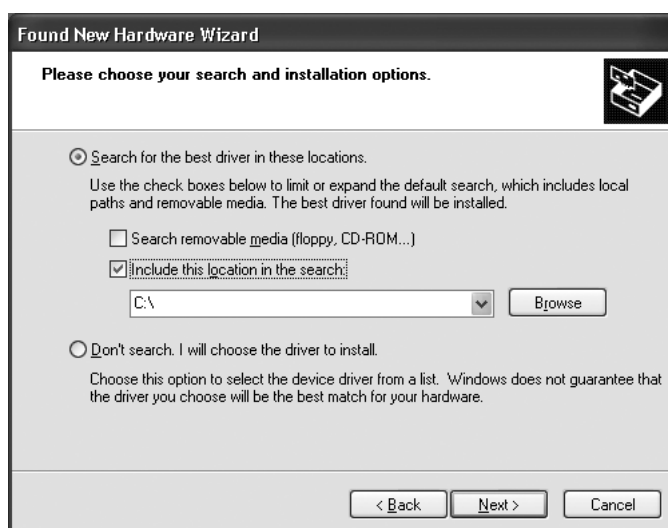 Found New Hardware Wizard
Please choose your search and installation options.
Search for the best driver in these locations.
Use the check boxes below to limit or expand the default search, which includes local
paths and removable media. The best driver found will be installed.
Search removable media (floppy, CD-ROM...)
Include this location in the search:
C:\
Browse
Don't search. I will choose the driver to install.
Choose this option to select the device driver from a list. Windows does not guarantee that
the driver you choose will be the best match for your hardware.
< Back Next > Cancel